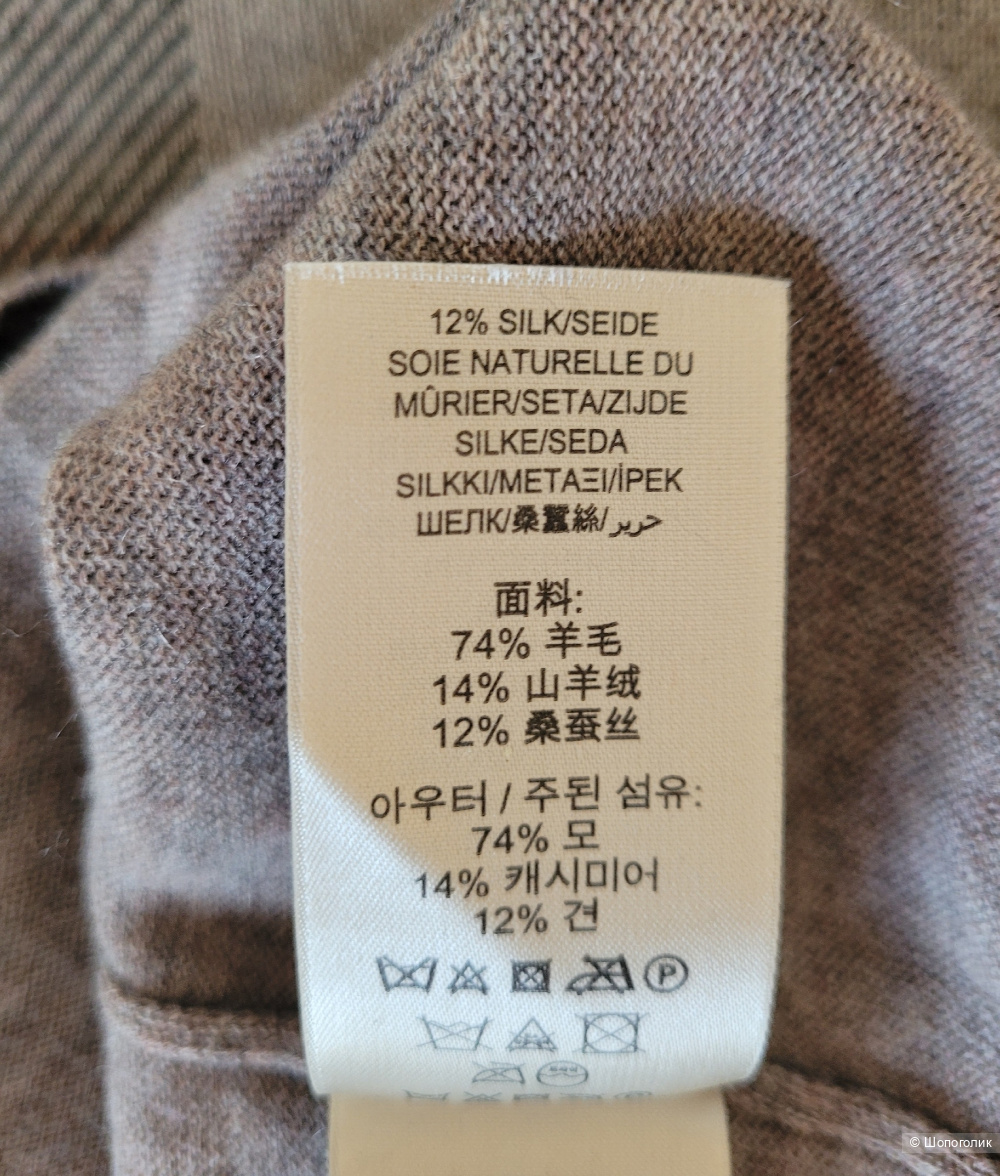 12% SILK/SEIDE
SOIE NATURELLE DU
MÛRIER/SETA/ZIJDE
SILKE/SEDA
SILKKI/ΜΕΤΑΞΙ/İPEK
ШЕЛК/桑蠶絲/حرير
面料:
74% 羊毛
14% 山羊绒
12% 桑蚕丝
아우터 / 주된 섬유:
74% 모
14% 캐시미어
12% 견
P
© Шопоголик